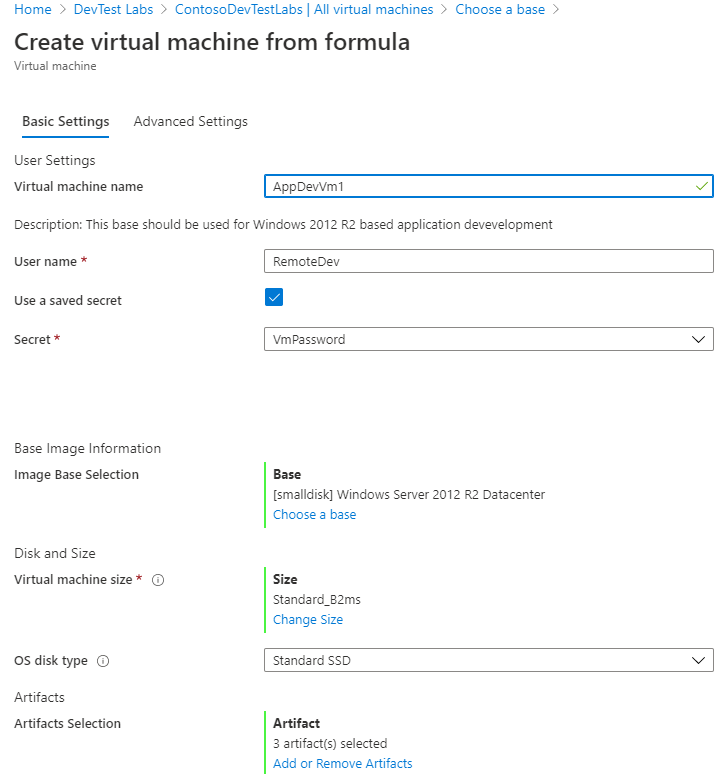 Home > DevTest Labs > ContosoDevTestLabs | All virtual machines > Choose a base >
Create virtual machine from formula
Virtual machine
Basic Settings Advanced Settings
User Settings
Virtual machine name AppDevVm1
Description: This base should be used for Windows 2012 R2 based application devevelopment
User name * RemoteDev
Use a saved secret
Secret * VmPassword
Base Image Information
Image Base Selection Base
[smalldisk] Windows Server 2012 R2 Datacenter
Choose a base
Disk and Size
Virtual machine size * Size
Standard_B2ms
Change Size
OS disk type Standard SSD
Artifacts
Artifacts Selection Artifact
3 artifact(s) selected
Add or Remove Artifacts